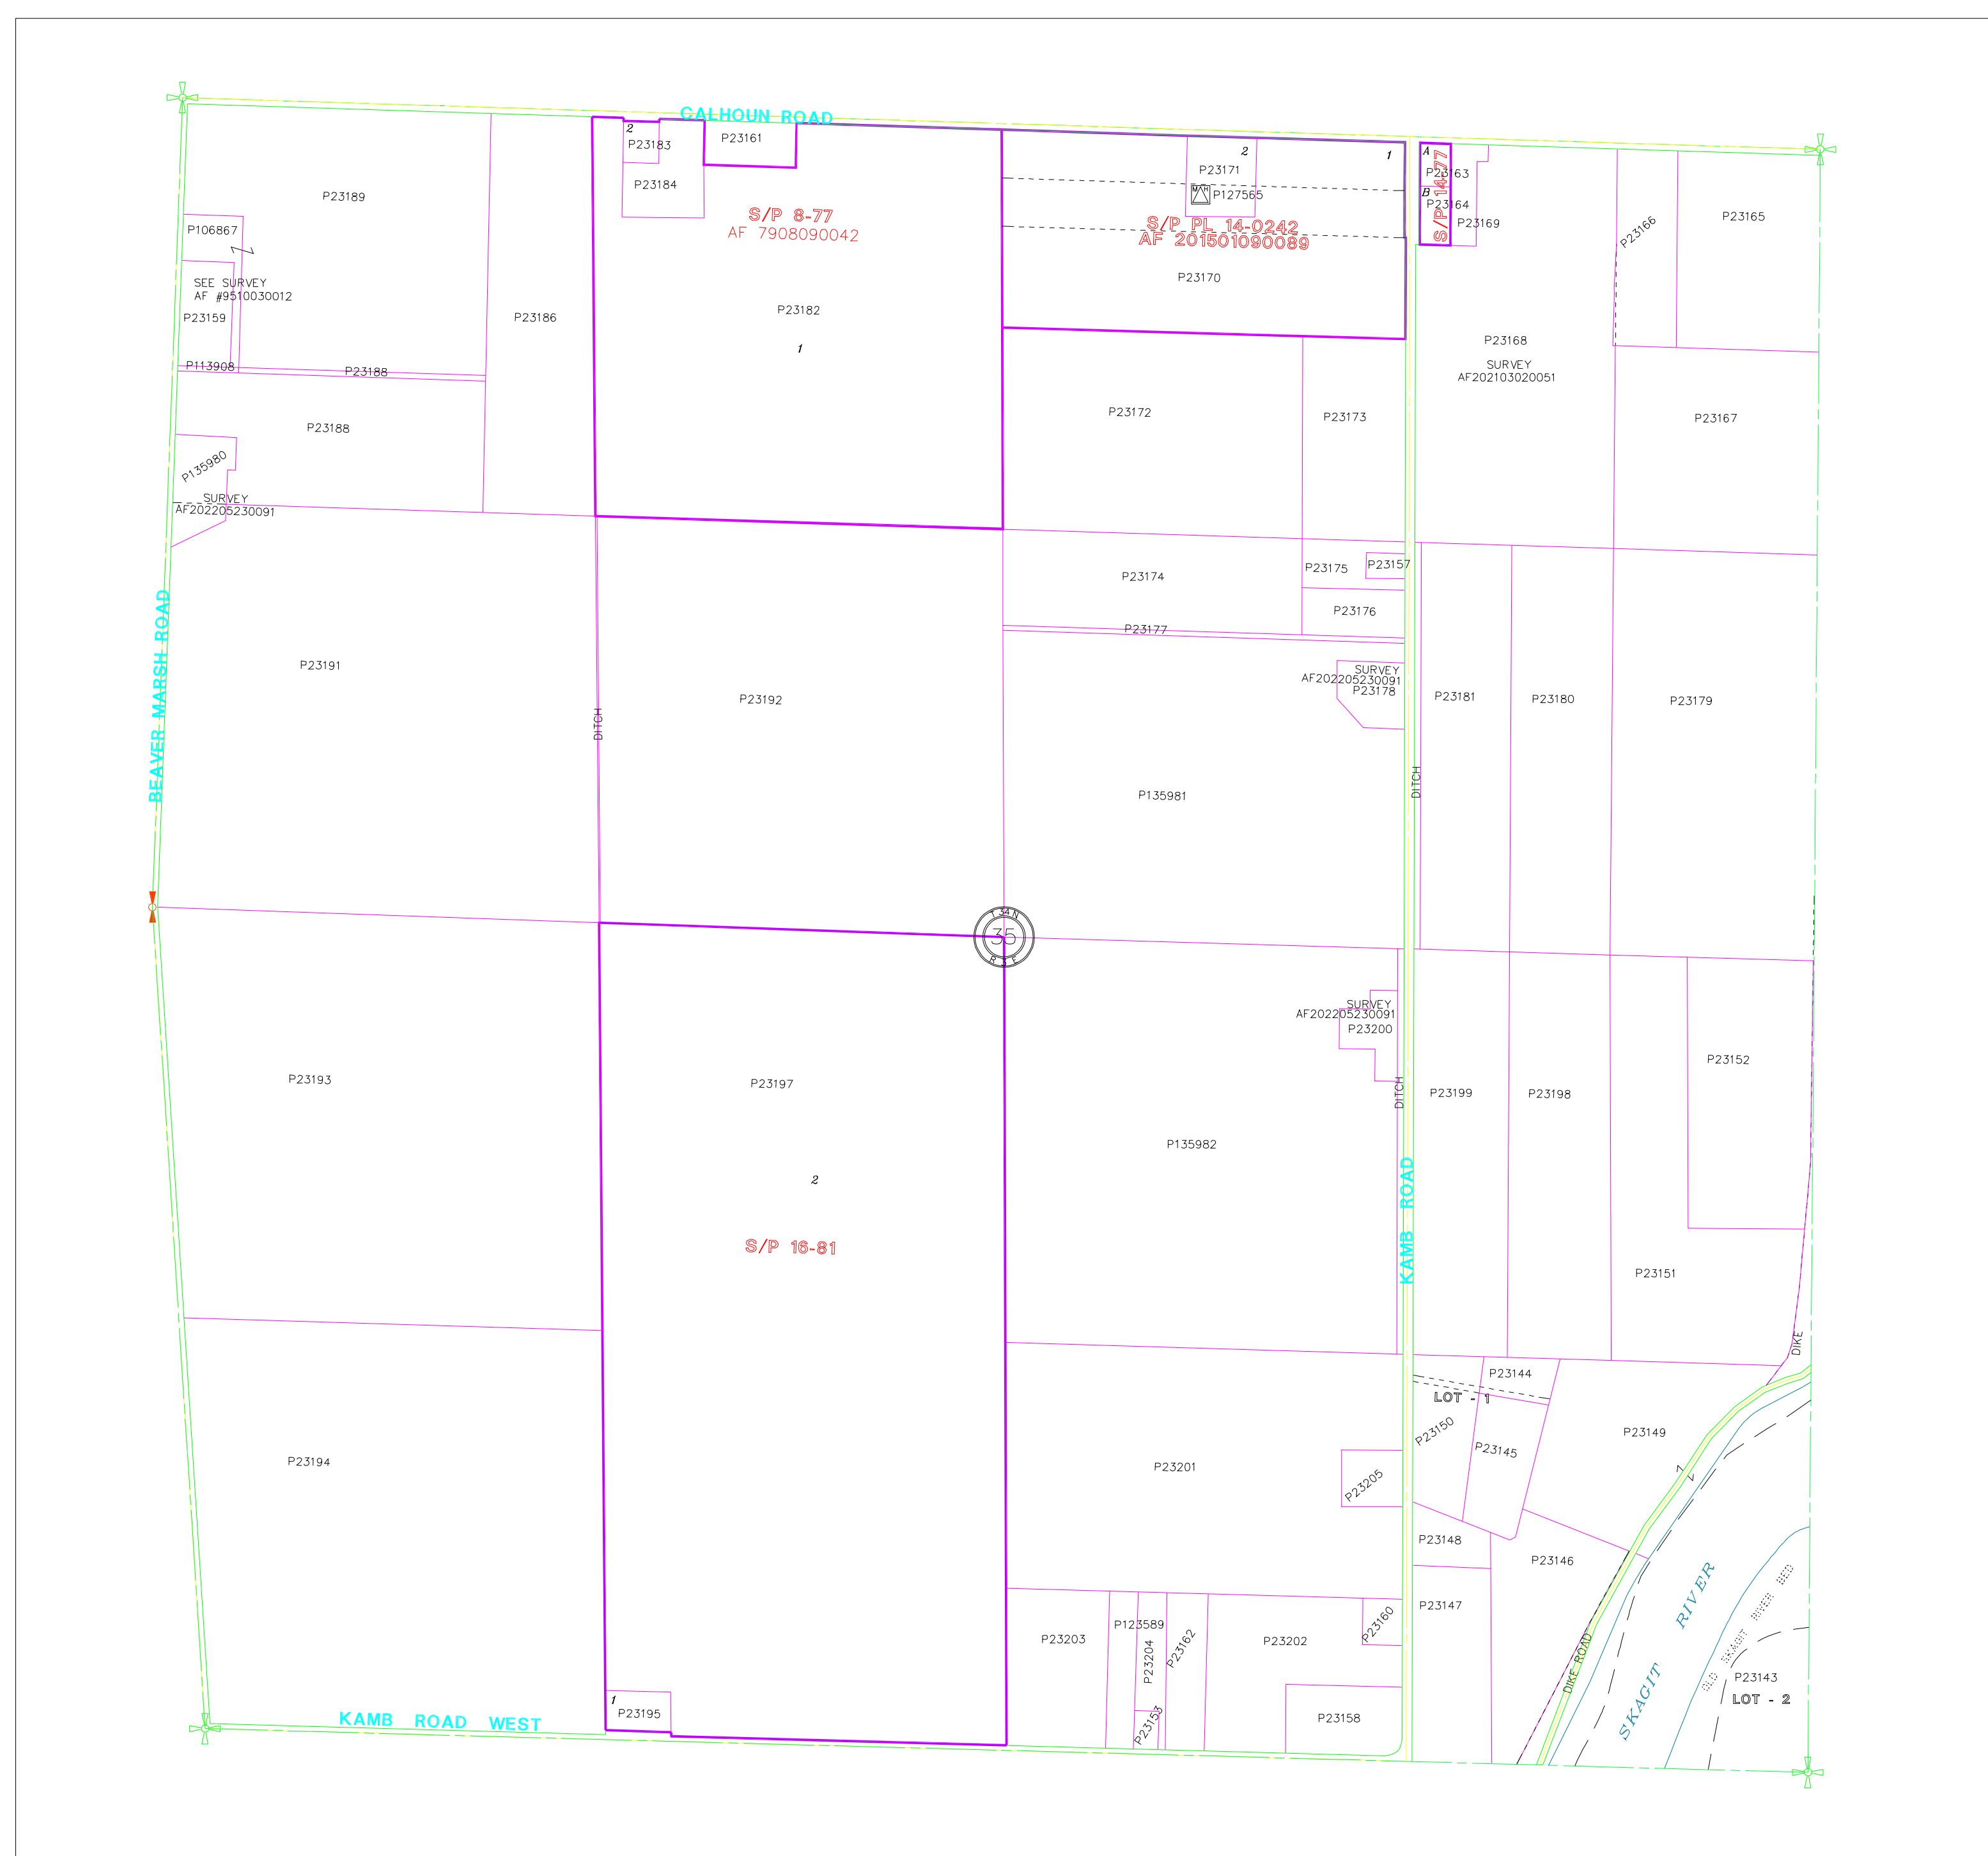 CALHOUN ROAD
2
P23183
P23184
P23161
P23189
P106867
Z
SEE SURVEY
AF #9510030012
P23159
P113908
P23188
P23186
S/P 8-77
AF 7908090042
P23182
1
2
1
P23171
M H
P127565
S/P PL 14-0242
AF 201501090089
P23170
A
P23163
B
P23164
S/P 14-77
P23169
P23166
P23165
P23168
SURVEY
AF202103020051
P23167
P23188
P135980
SURVEY
AF202205230091
P23172
P23173
P23174
P23175
P23157
P23176
P23177
BEAVER MARSH ROAD
P23191
DITCH
P23192
SURVEY
AF202205230091
P23178
P135981
DITCH
P23181
P23180
P23179
T 34 N
35
R 3 E
SURVEY
AF202205230091
P23200
DITCH
P23193
P23197
2
S/P 16-81
P135982
KAMB ROAD
P23199
P23198
P23152
P23151
DIKE
P23144
LOT - 1
P23150
P23145
P23149
Z
P23194
P23201
P23205
P23148
P23146
P23147
P23203
P123589
P23204
P23162
P23153
P23202
P23160
P23158
1
P23195
KAMB ROAD WEST
DIKE ROAD
SKAGIT RIVER
OLD SKAGIT RIVER BED
P23143
LOT - 2